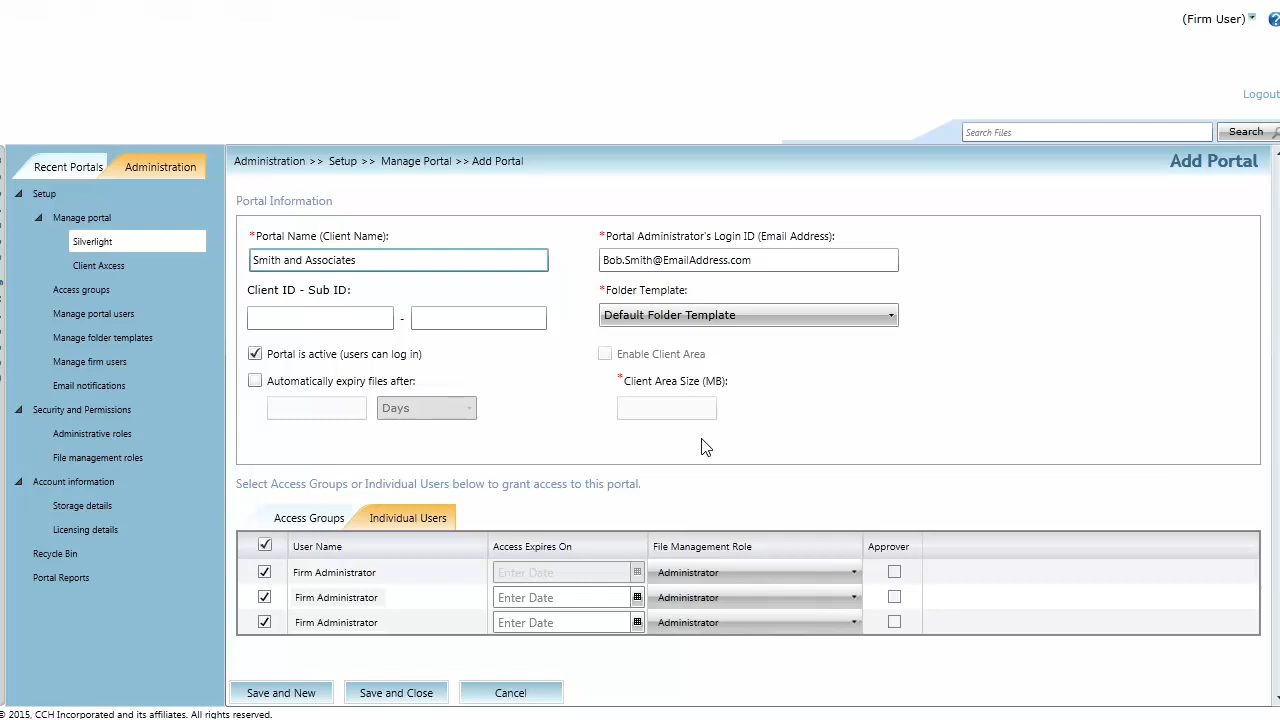 (Firm User)
Logout
Search Files
Search
Recent Portals
Administration
Administration >> Setup >> Manage Portal >> Add Portal
Add Portal
Setup
Manage portal
Silverlight
Client Axcess
Access groups
Manage portal users
Manage folder templates
Manage firm users
Email notifications
Security and Permissions
Administrative roles
File management roles
Account information
Storage details
Licensing details
Recycle Bin
Portal Reports
Portal Information
*Portal Name (Client Name):
*Portal Administrator's Login ID (Email Address):
Smith and Associates
Bob.Smith@EmailAddress.com
Client ID - Sub ID:
*Folder Template:
-
Default Folder Template
Portal is active (users can log in)
Enable Client Area
Automatically expiry files after:
*Client Area Size (MB):
Days
Select Access Groups or Individual Users below to grant access to this portal.
Access Groups
Individual Users
User Name
Access Expires On
File Management Role
Approver
Firm Administrator
Enter Date
Administrator
Firm Administrator
Enter Date
Administrator
Firm Administrator
Enter Date
Administrator
Save and New
Save and Close
Cancel
© 2015, CCH Incorporated and its affiliates. All rights reserved.